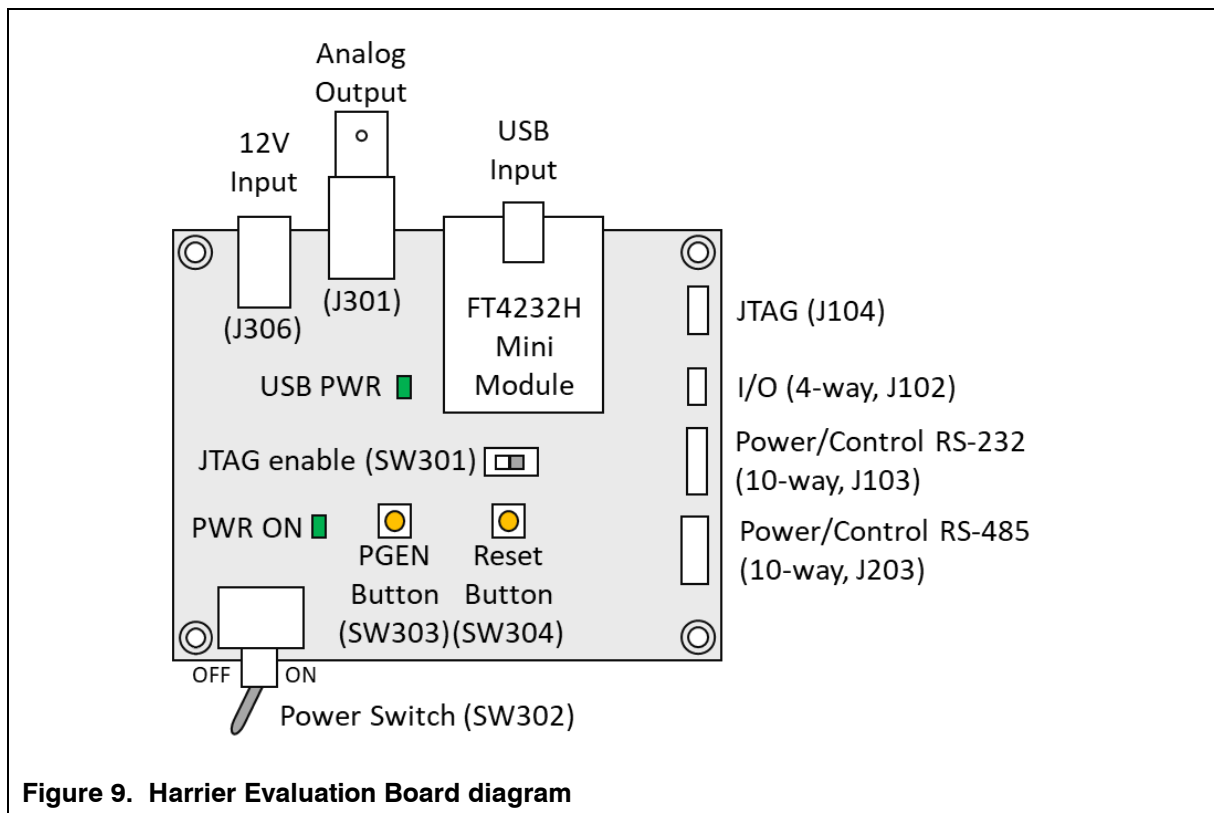 Analog
Output
12V
Input
USB
Input
(J301)
(J306)
FT4232H
Mini
Module
JTAG (J104)
USB PWR
I/O (4-way, J102)
JTAG enable (SW301)
Power/Control RS-232
(10-way, J103)
PWR ON
PGEN
Button
(SW303)
Reset
Button
(SW304)
Power/Control RS-485
(10-way, J203)
OFF
ON
Power Switch (SW302)
Figure 9. Harrier Evaluation Board diagram